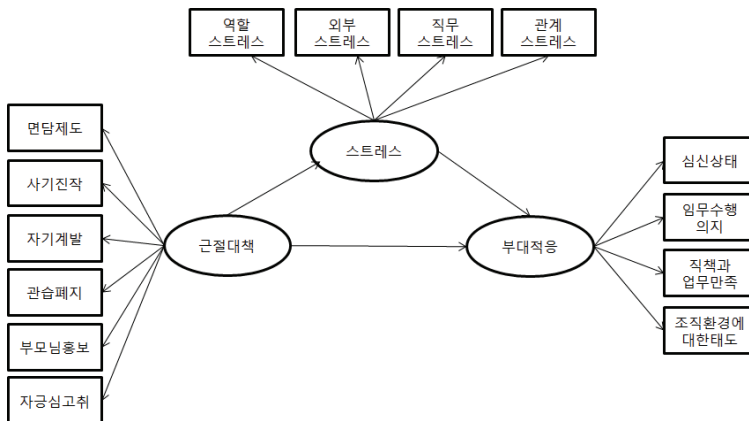 역할
스트레스
외부
스트레스
직무
스트레스
관계
스트레스
면담제도
사기진작
자기계발
관습폐지
부모님홍보
자긍심고취
스트레스
근절대책
부대적응
심신상태
임무수행
의지
직책과
업무만족
조직환경에
대한태도